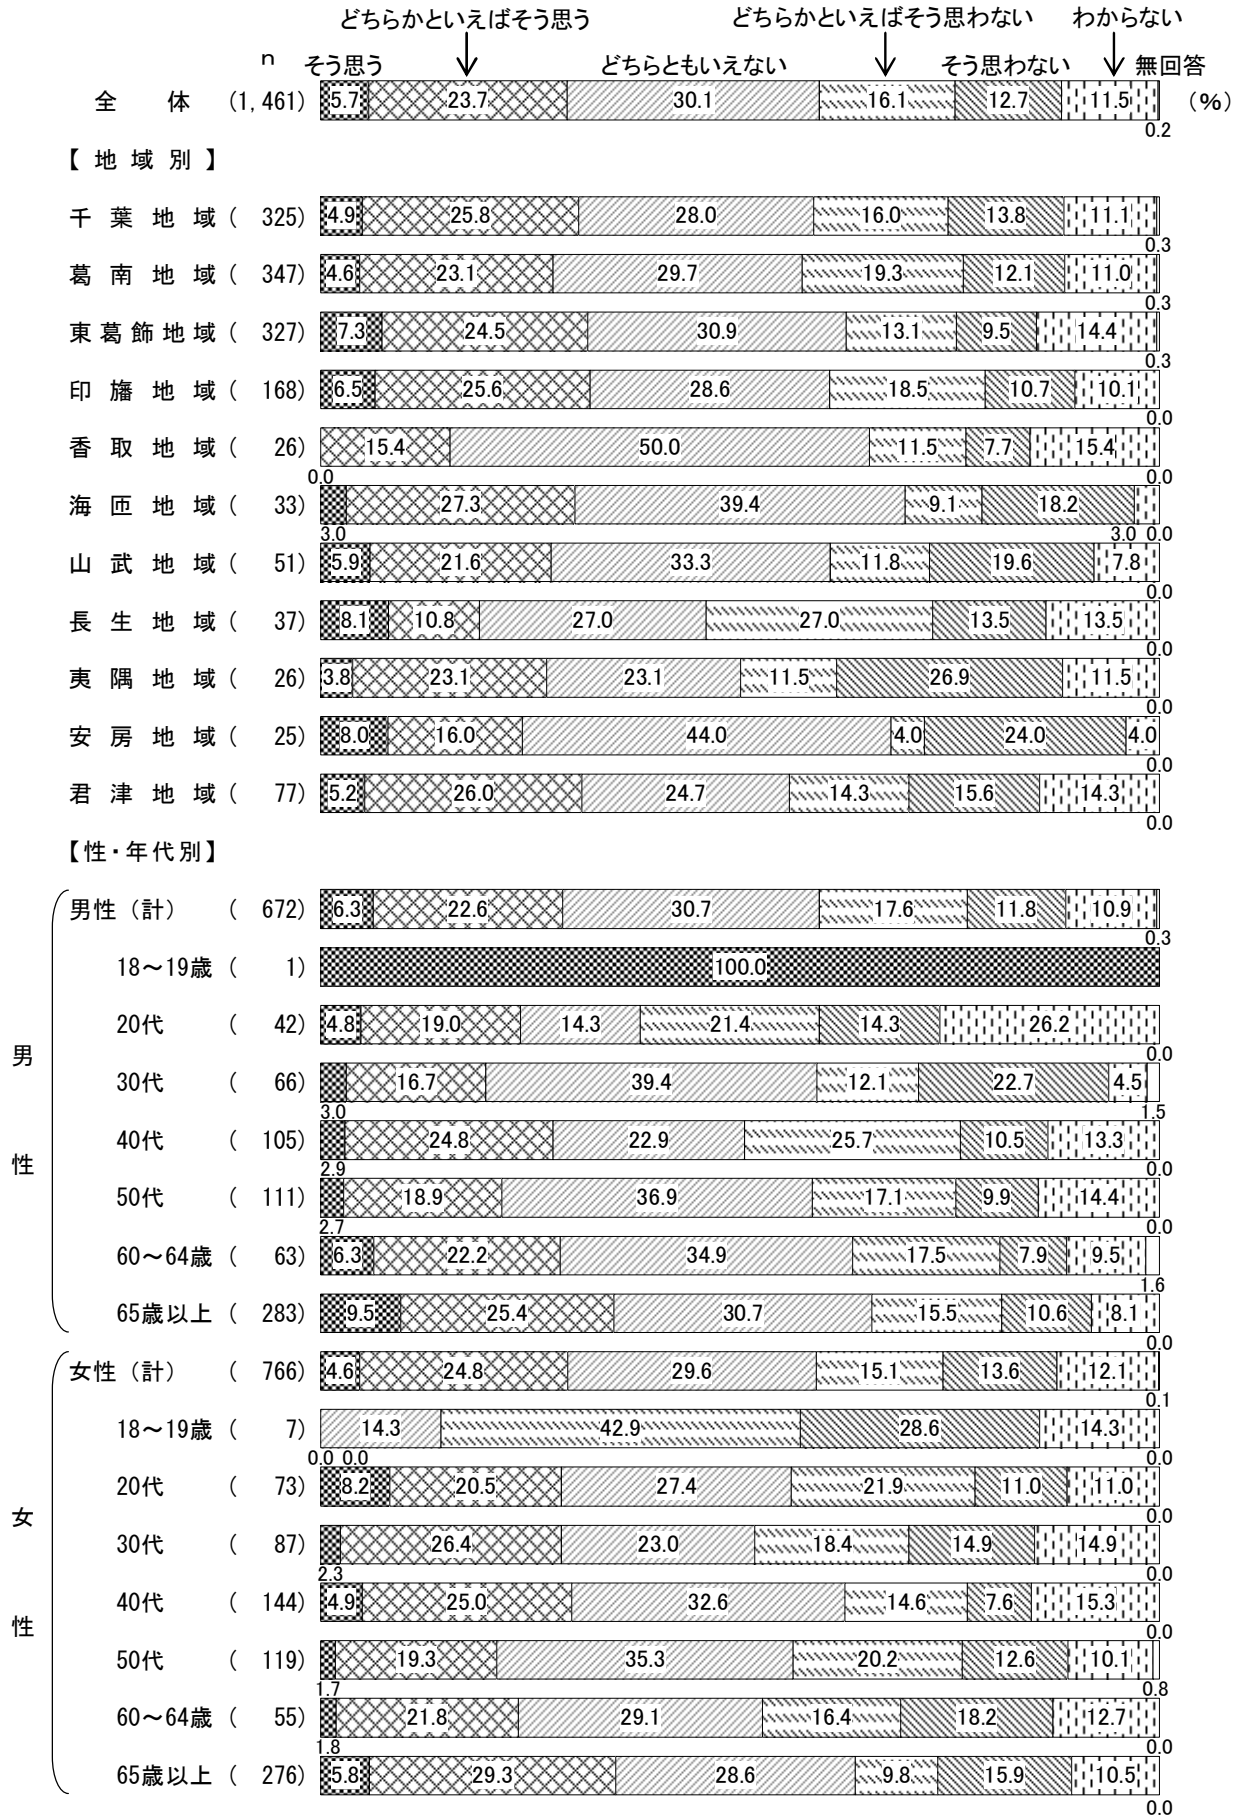 どちらかといえばそう思う どちらかといえばそう思わない わからない
n そう思う どちらともいえない そう思わない 無回答
全体 (1,461) 5.7 23.7 30.1 16.1 12.7 11.5 (%)
0.2
【地域別】
千葉地域( 325) 4.9 25.8 28.0 16.0 13.8 11.1
0.3
葛南地域( 347) 4.6 23.1 29.7 19.3 12.1 11.0
0.3
東葛飾地域( 327) 7.3 24.5 30.9 13.1 9.5 14.4
0.3
印旛地域( 168) 6.5 25.6 28.6 18.5 10.7 10.1
0.0
香取地域( 26) 15.4 50.0 11.5 7.7 15.4
0.0 0.0
海匝地域( 33) 27.3 39.4 9.1 18.2
3.0 3.0 0.0
山武地域( 51) 5.9 21.6 33.3 11.8 19.6 7.8
0.0
長生地域( 37) 8.1 10.8 27.0 27.0 13.5 13.5
0.0
夷隅地域( 26) 3.8 23.1 23.1 11.5 26.9 11.5
0.0
安房地域( 25) 8.0 16.0 44.0 4.0 24.0 4.0
0.0
君津地域( 77) 5.2 26.0 24.7 14.3 15.6 14.3
0.0
【性・年代別】
男性(計) ( 672) 6.3 22.6 30.7 17.6 11.8 10.9
0.3
18~19歳( 1) 100.0
20代 ( 42) 4.8 19.0 14.3 21.4 14.3 26.2
0.0
男
30代 ( 66) 16.7 39.4 12.1 22.7 4.5
3.0 1.5
40代 ( 105) 24.8 22.9 25.7 10.5 13.3
性
2.9 0.0
50代 ( 111) 18.9 36.9 17.1 9.9 14.4
2.7 0.0
60~64歳( 63) 6.3 22.2 34.9 17.5 7.9 9.5
1.6
65歳以上( 283) 9.5 25.4 30.7 15.5 10.6 8.1
0.0
女性(計) ( 766) 4.6 24.8 29.6 15.1 13.6 12.1
0.1
18~19歳( 7) 14.3 42.9 28.6 14.3
0.0 0.0 0.0
20代 ( 73) 8.2 20.5 27.4 21.9 11.0 11.0
0.0
女
30代 ( 87) 26.4 23.0 18.4 14.9 14.9
2.3 0.0
40代 ( 144) 4.9 25.0 32.6 14.6 7.6 15.3
0.0
性
50代 ( 119) 19.3 35.3 20.2 12.6 10.1
1.7 0.8
60~64歳( 55) 21.8 29.1 16.4 18.2 12.7
1.8 0.0
65歳以上( 276) 5.8 29.3 28.6 9.8 15.9 10.5
0.0